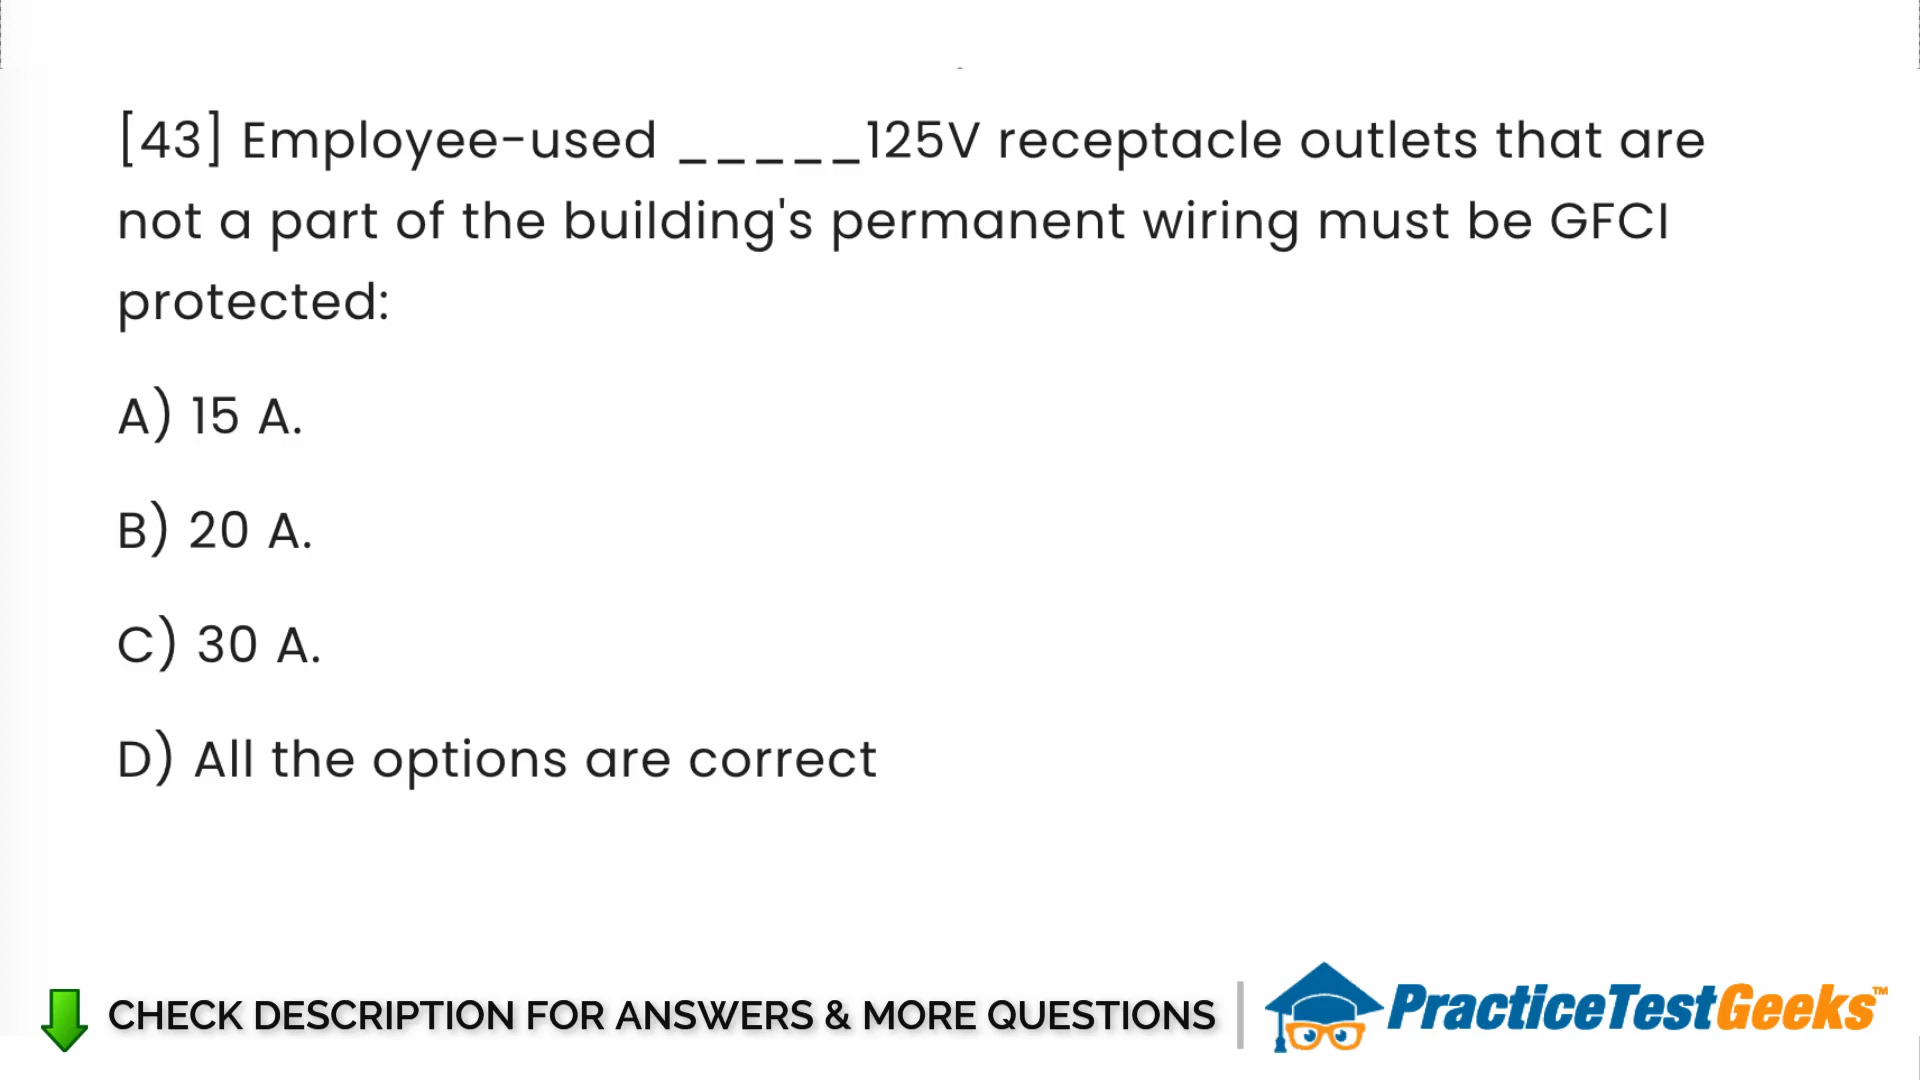 [43] Employee-used _____125V receptacle outlets that are
not a part of the building's permanent wiring must be GFCI
protected:
A) 15 A.
B) 20 A.
C) 30 A.
D) All the options are correct
CHECK DESCRIPTION FOR ANSWERS & MORE QUESTIONS
PracticeTestGeeks™